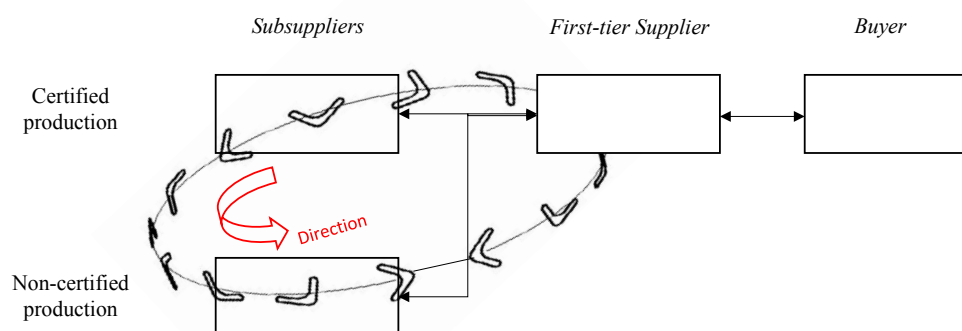 Subsuppliers
First-tier Supplier
Buyer
Certified
production
Direction
Non-certified
production